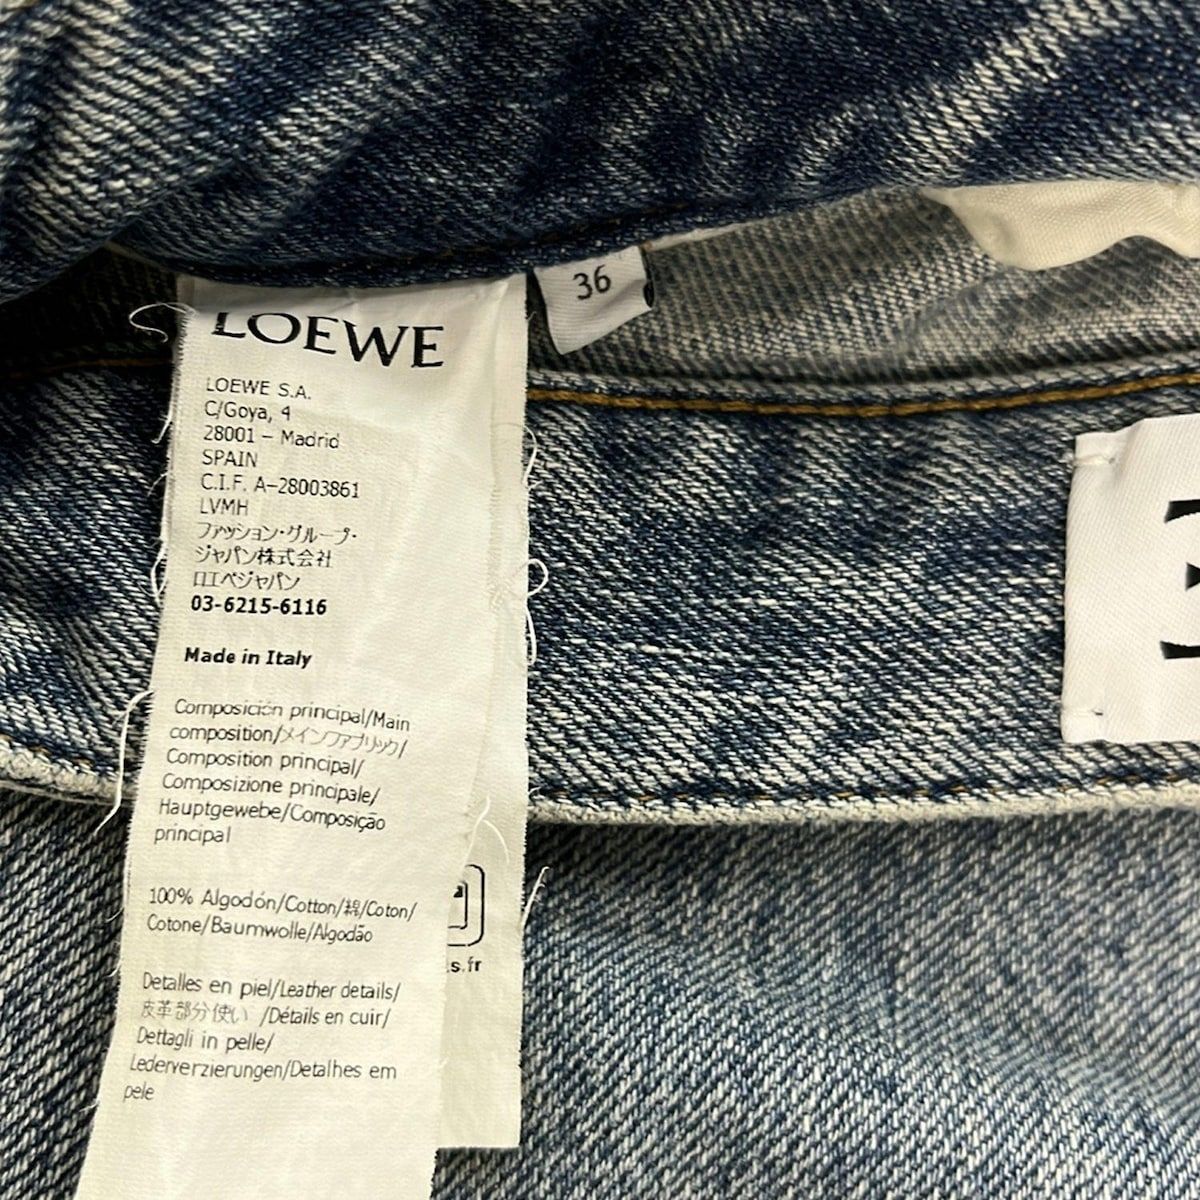 36
LOEWE
LOEWE S.A.
C/Goya, 4
28001 – Madrid
SPAIN
C.I.F. A-28003861
LVMH
ファッション・グループ・
ジャパン株式会社
ロエベジャパン
03-6215-6116
Made in Italy
Composición principal/Main
composition/メインファブリック/
Composition principal/
Composizione principale/
Hauptgewebe/Composição
principal
100% Algodón/Cotton/綿/Coton/
Cotone/Baumwolle/Algodão
Detalles en piel/Leather details/
皮革部分使い /Détails en cuir/
Dettagli in pelle/
Lederverzierungen/Detalhes em
pele
s.fr